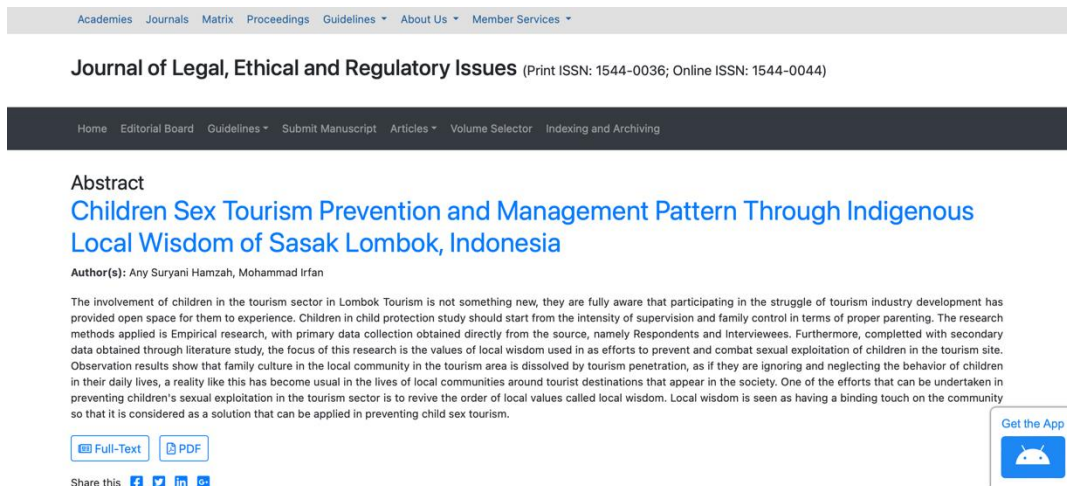 Academies Journals Matrix Proceedings Guidelines About Us Member Services
Journal of Legal, Ethical and Regulatory Issues (Print ISSN: 1544-0036; Online ISSN: 1544-0044)
Home Editorial Board Guidelines Submit Manuscript Articles Volume Selector Indexing and Archiving
Abstract
Children Sex Tourism Prevention and Management Pattern Through Indigenous
Local Wisdom of Sasak Lombok, Indonesia
Author(s): Any Suryani Hamzah, Mohammad Irfan
The involvement of children in the tourism sector in Lombok Tourism is not something new, they are fully aware that participating in the struggle of tourism industry development has
provided open space for them to experience. Children in child protection study should start from the intensity of supervision and family control in terms of proper parenting. The research
methods applied is Empirical research, with primary data collection obtained directly from the source, namely Respondents and Interviewees. Furthermore, completted with secondary
data obtained through literature study, the focus of this research is the values of local wisdom used in as efforts to prevent and combat sexual exploitation of children in the tourism site.
Observation results show that family culture in the local community in the tourism area is dissolved by tourism penetration, as if they are ignoring and neglecting the behavior of children
in their daily lives, a reality like this has become usual in the lives of local communities around tourist destinations that appear in the society. One of the efforts that can be undertaken in
preventing children's sexual exploitation in the tourism sector is to revive the order of local values called local wisdom. Local wisdom is seen as having a binding touch on the community
so that it is considered as a solution that can be applied in preventing child sex tourism.
Get the App
Full-Text PDF
Share this